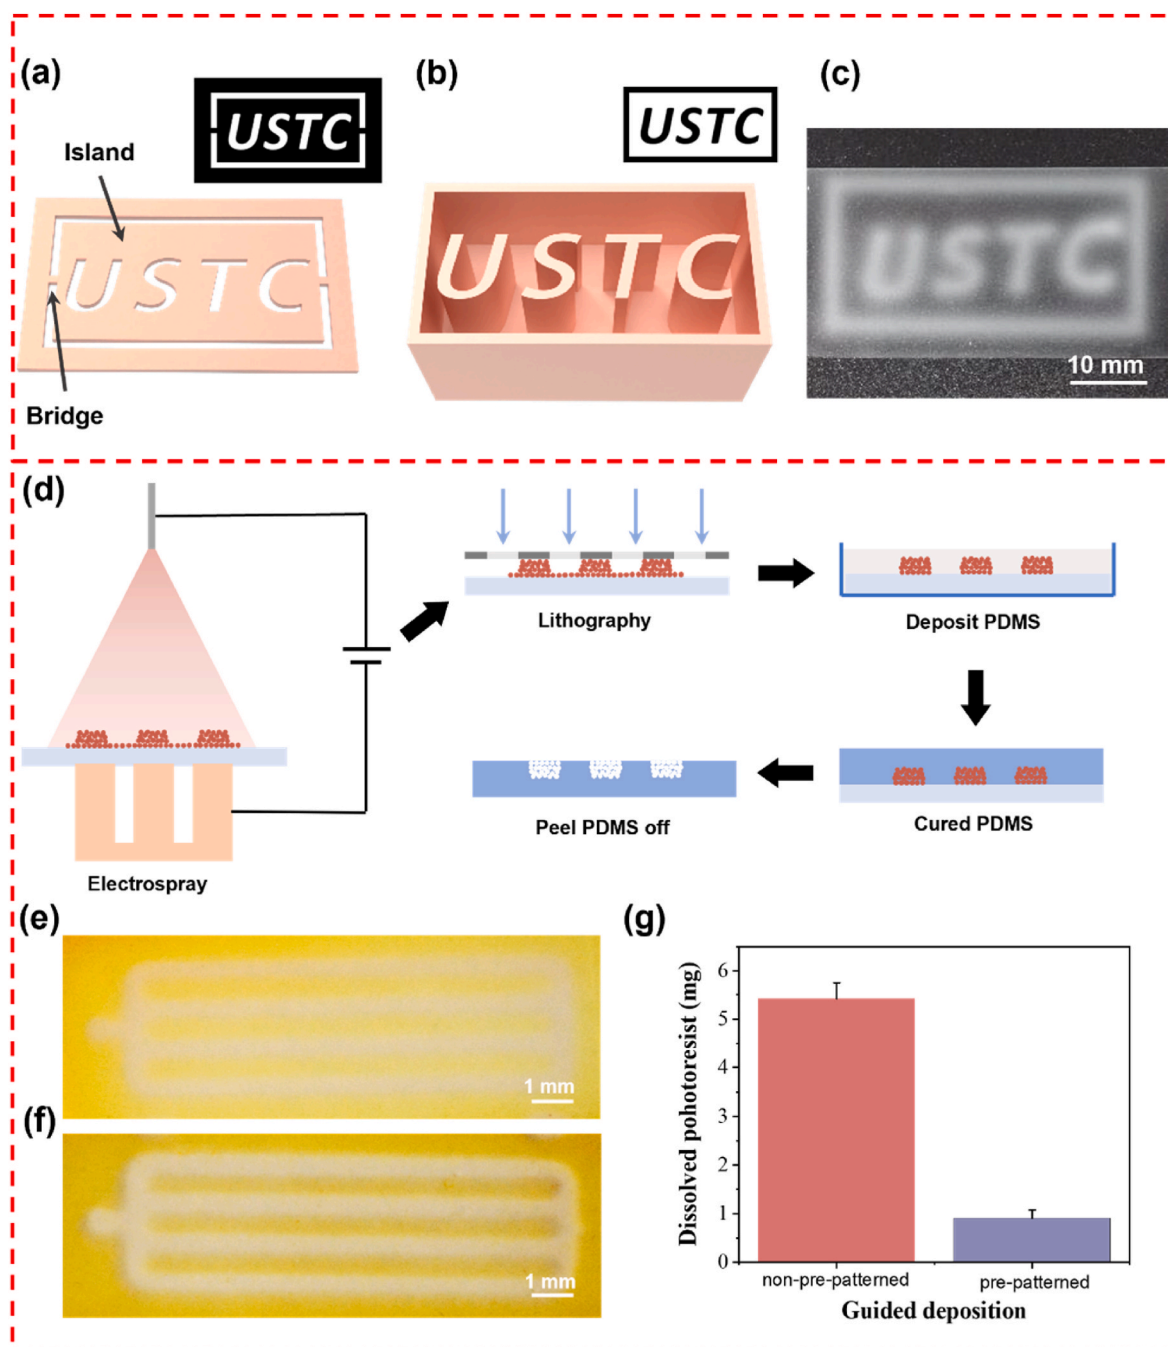 (a)
USTC
Island
USTC
Bridge
(b)
USTC
USTC
(c)
USTC
10 mm
(d)
Electrospray
Lithography
Deposit PDMS
Cured PDMS
Peel PDMS off
(e)
1 mm
(f)
1 mm
(g)
Dissolved pohotoresist (mg)
6
5
4
3
2
1
0
non-pre-patterned pre-patterned
Guided deposition